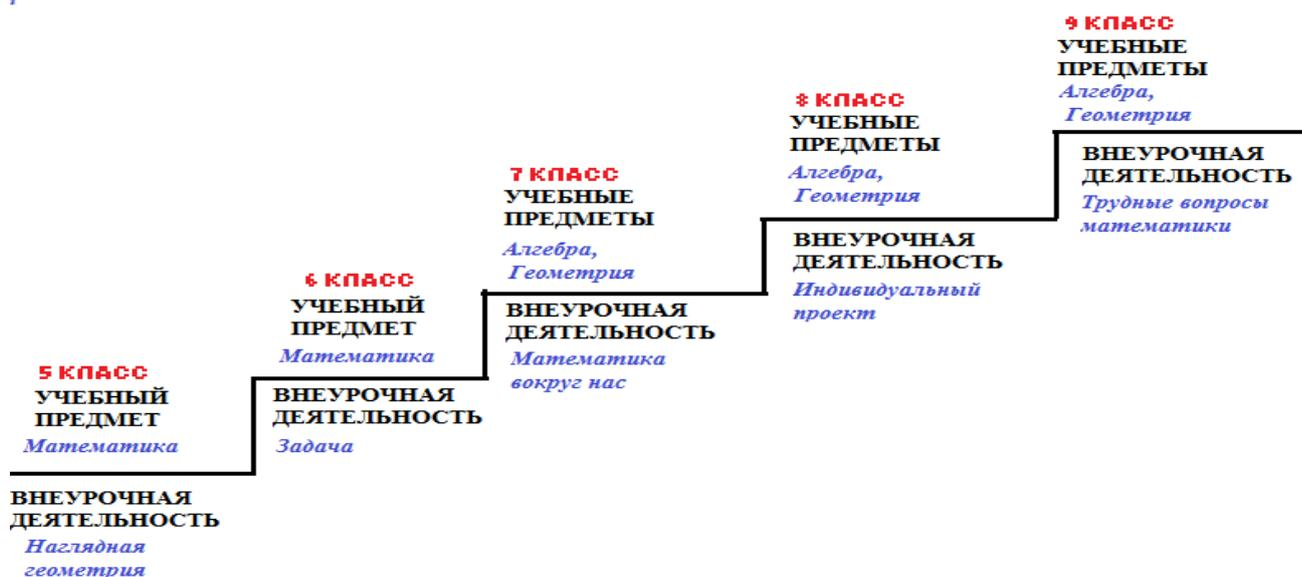 9 КЛАСС
УЧЕБНЫЕ
ПРЕДМЕТЫ
Алгебра,
Геометрия
ВНЕУРОЧНАЯ
ДЕЯТЕЛЬНОСТЬ
Трудные вопросы
математики
8 КЛАСС
УЧЕБНЫЕ
ПРЕДМЕТЫ
Алгебра,
Геометрия
ВНЕУРОЧНАЯ
ДЕЯТЕЛЬНОСТЬ
Индивидуальный
проект
7 КЛАСС
УЧЕБНЫЕ
ПРЕДМЕТЫ
Алгебра,
Геометрия
ВНЕУРОЧНАЯ
ДЕЯТЕЛЬНОСТЬ
Математика
вокруг нас
6 КЛАСС
УЧЕБНЫЙ
ПРЕДМЕТ
Математика
ВНЕУРОЧНАЯ
ДЕЯТЕЛЬНОСТЬ
Задача
5 КЛАСС
УЧЕБНЫЙ
ПРЕДМЕТ
Математика
ВНЕУРОЧНАЯ
ДЕЯТЕЛЬНОСТЬ
Наглядная
геометрия